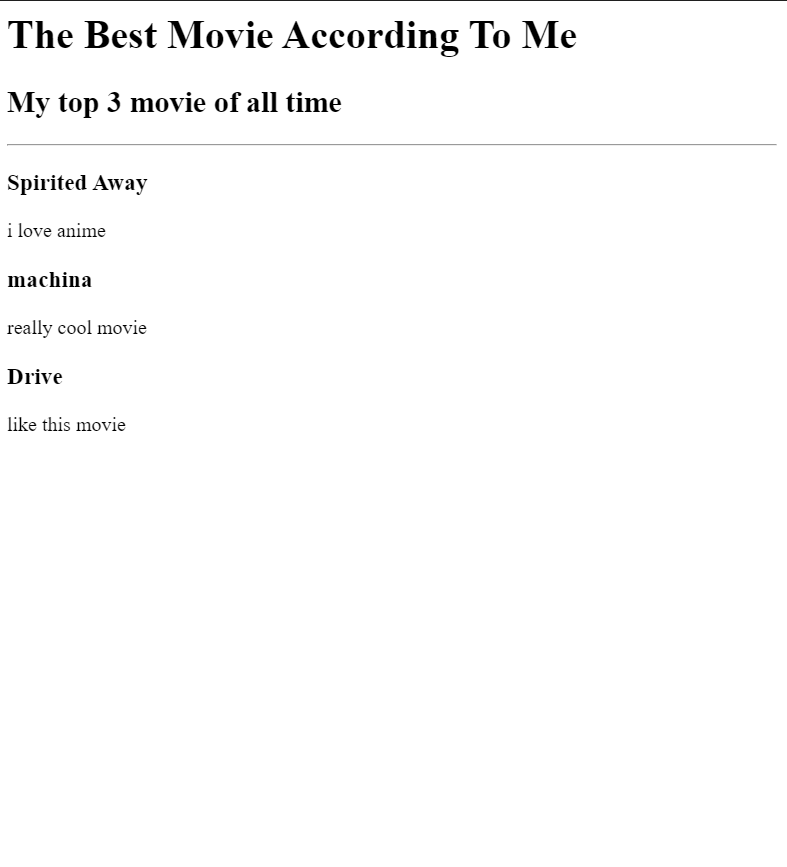 The Best Movie According To Me
My top 3 movie of all time
Spirited Away
i love anime
machina
really cool movie
Drive
like this movie